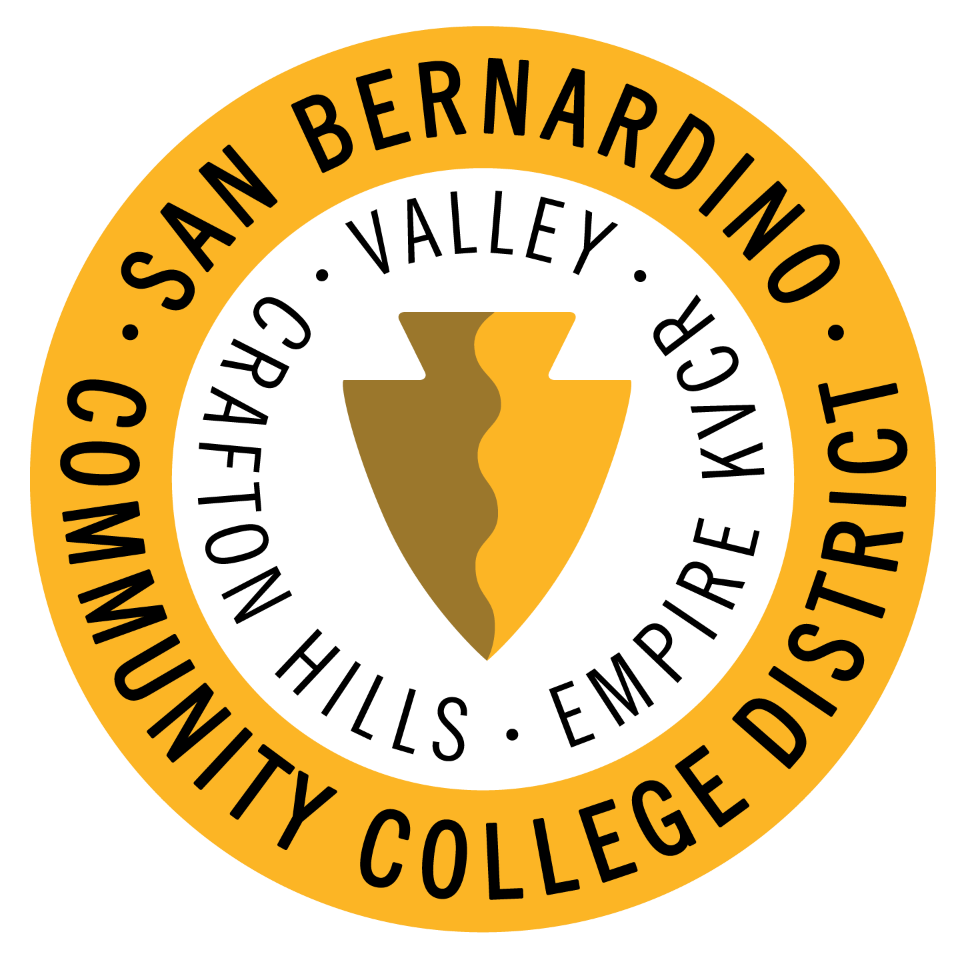 · SAN BERNARDINO ·
COMMUNITY COLLEGE DISTRICT
· VALLEY ·
CRAFTON HILLS · EMPIRE KVCR